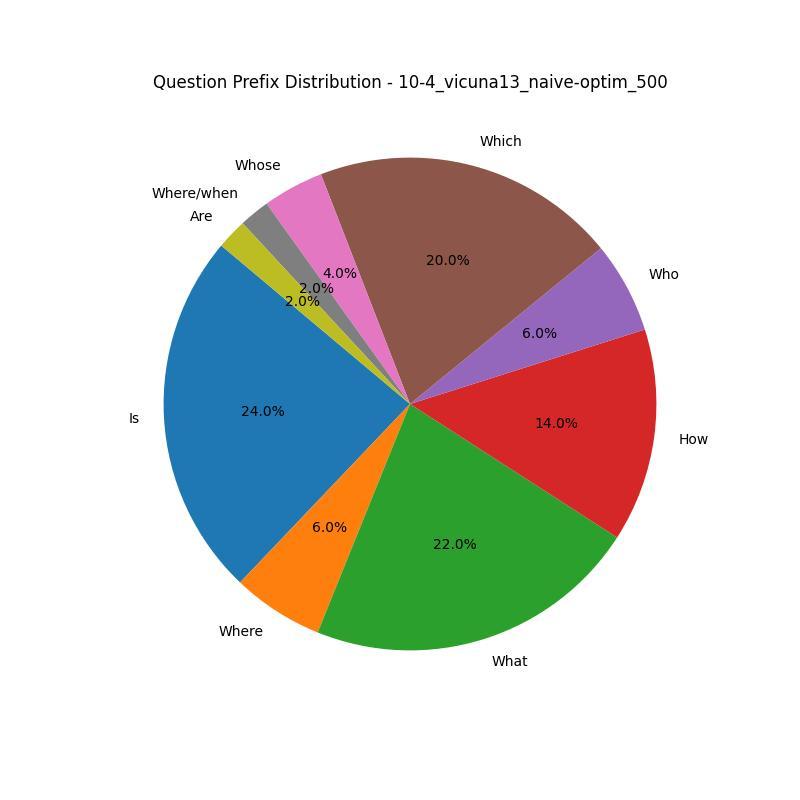 Question Prefix Distribution - 10-4_vicuna13_naive-optim_500
Which
Whose
Where/when
Are
Who
20.0%
4.0%
2.0%
2.0%
6.0%
Is
24.0%
14.0%
How
6.0%
22.0%
Where
What